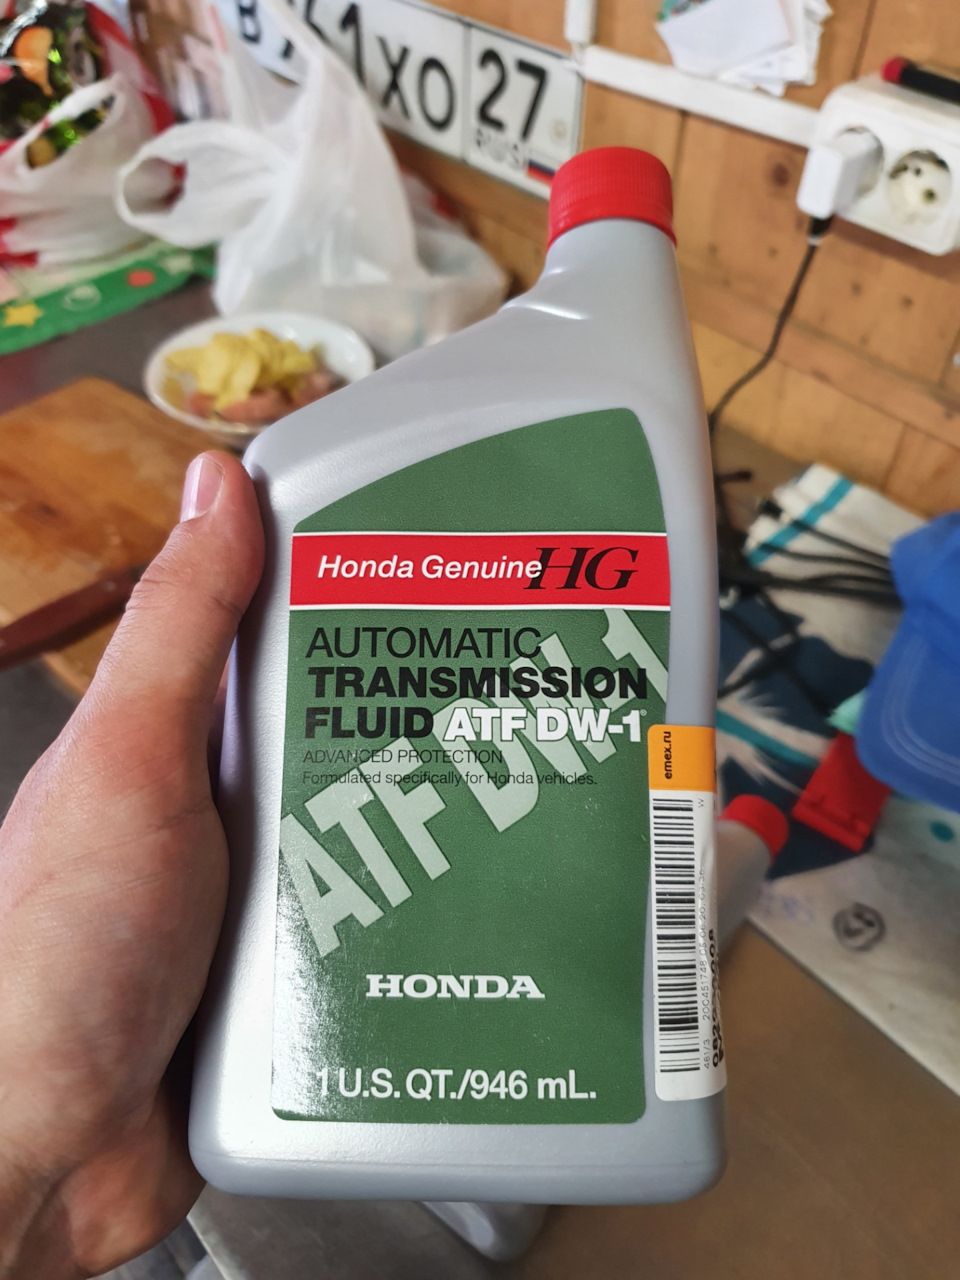 ХО 27
RUS
Honda Genuine HG
AUTOMATIC
TRANSMISSION
FLUID ATF DW-1
ADVANCED PROTECTION
Formulated specifically for Honda vehicles.
ATF DW-1
HONDA
1 U.S. QT./946 mL.
emex.ru